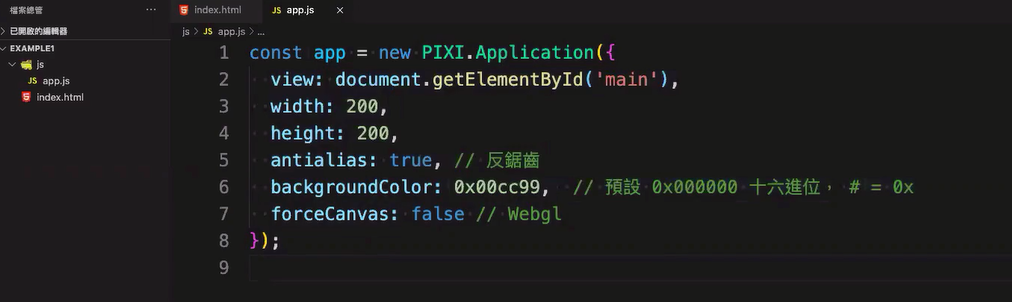 檔案總管 ...
已開啟的編輯器
EXAMPLE1
js
JS app.js
index.html
index.html
JS app.js ×
js > JS app.js > ...
1 const app = new PIXI.Application({
2 view: document.getElementById('main'),
3 width: 200,
4 height: 200,
5 antialias: true, // 反鋸齒
6 backgroundColor: 0x00cc99, // 預設 0x000000 十六進位， # = 0x
7 forceCanvas: false // Webgl
8 });
9